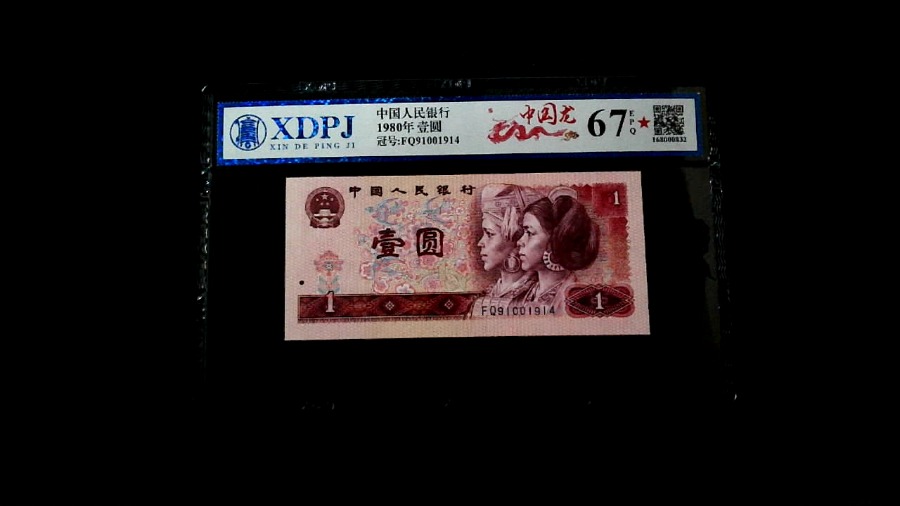 XDPJ
XIN DE PING JI
中国人民银行
1980年 壹圆
冠号:FQ91001914
中国龙
67
EPQ
中国人民银行
1
壹圆
1
1
FQ91001914